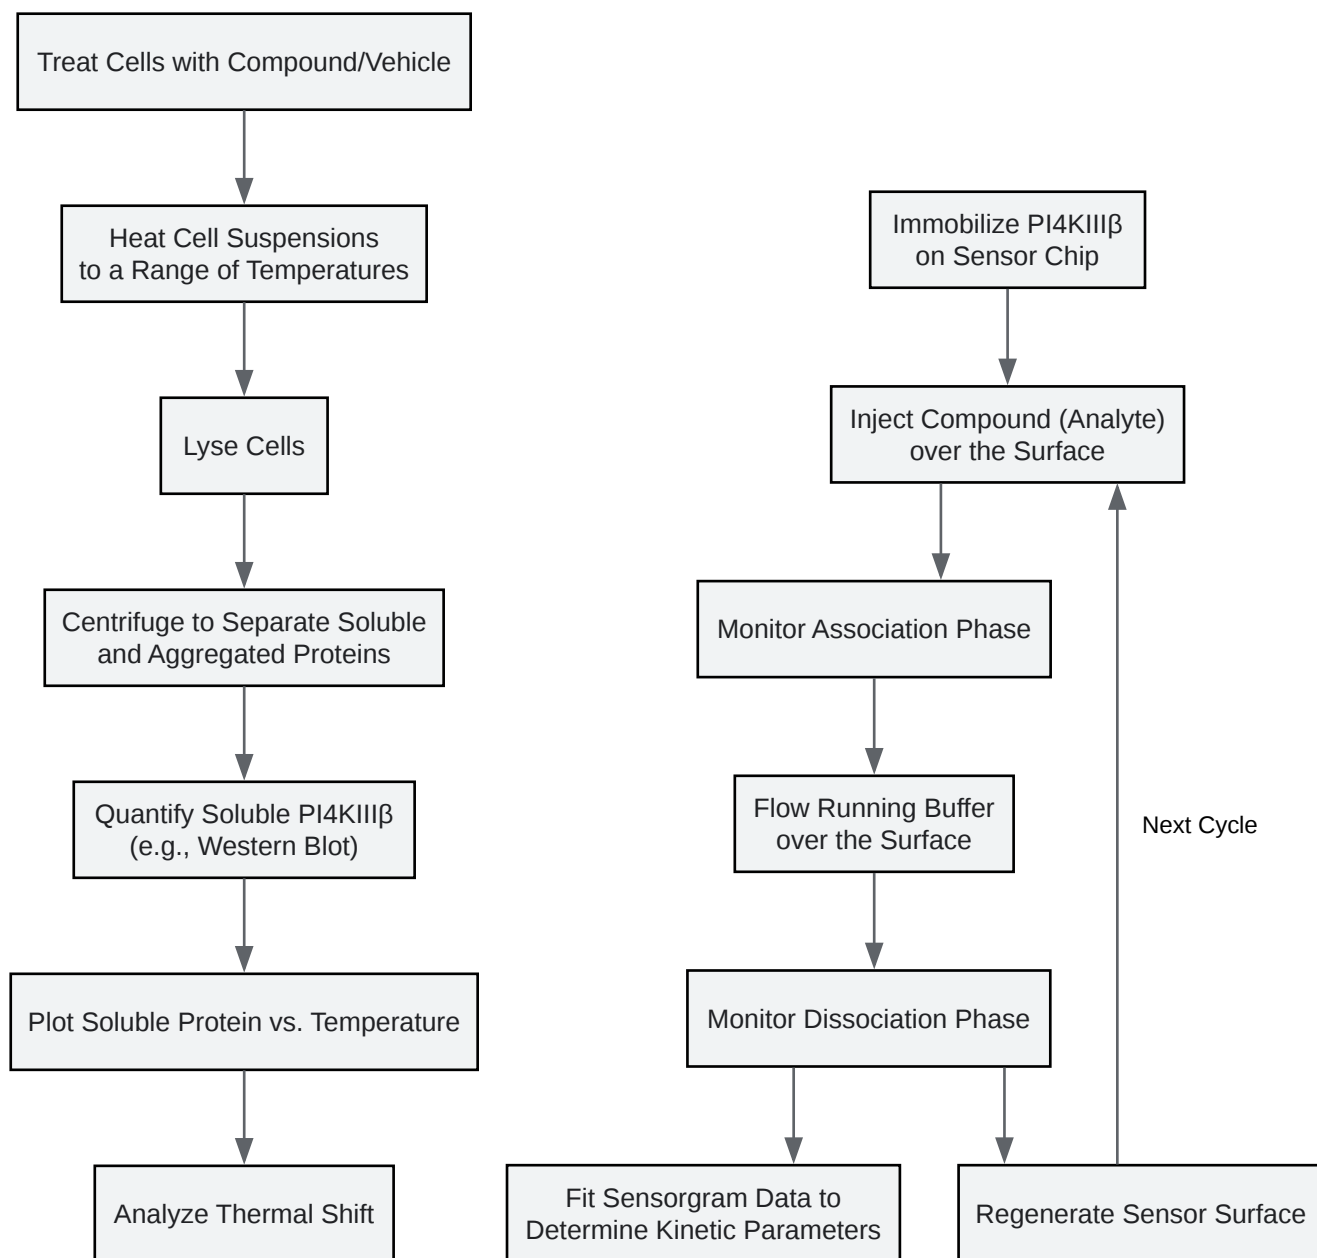 Treat Cells with Compound/Vehicle
Heat Cell Suspensions
to a Range of Temperatures
Lyse Cells
Centrifuge to Separate Soluble
and Aggregated Proteins
Quantify Soluble PI4KIIIβ
(e.g., Western Blot)
Plot Soluble Protein vs. Temperature
Analyze Thermal Shift
Immobilize PI4KIIIβ
on Sensor Chip
Inject Compound (Analyte)
over the Surface
Monitor Association Phase
Flow Running Buffer
over the Surface
Next Cycle
Monitor Dissociation Phase
Fit Sensorgram Data to
Determine Kinetic Parameters
Regenerate Sensor Surface